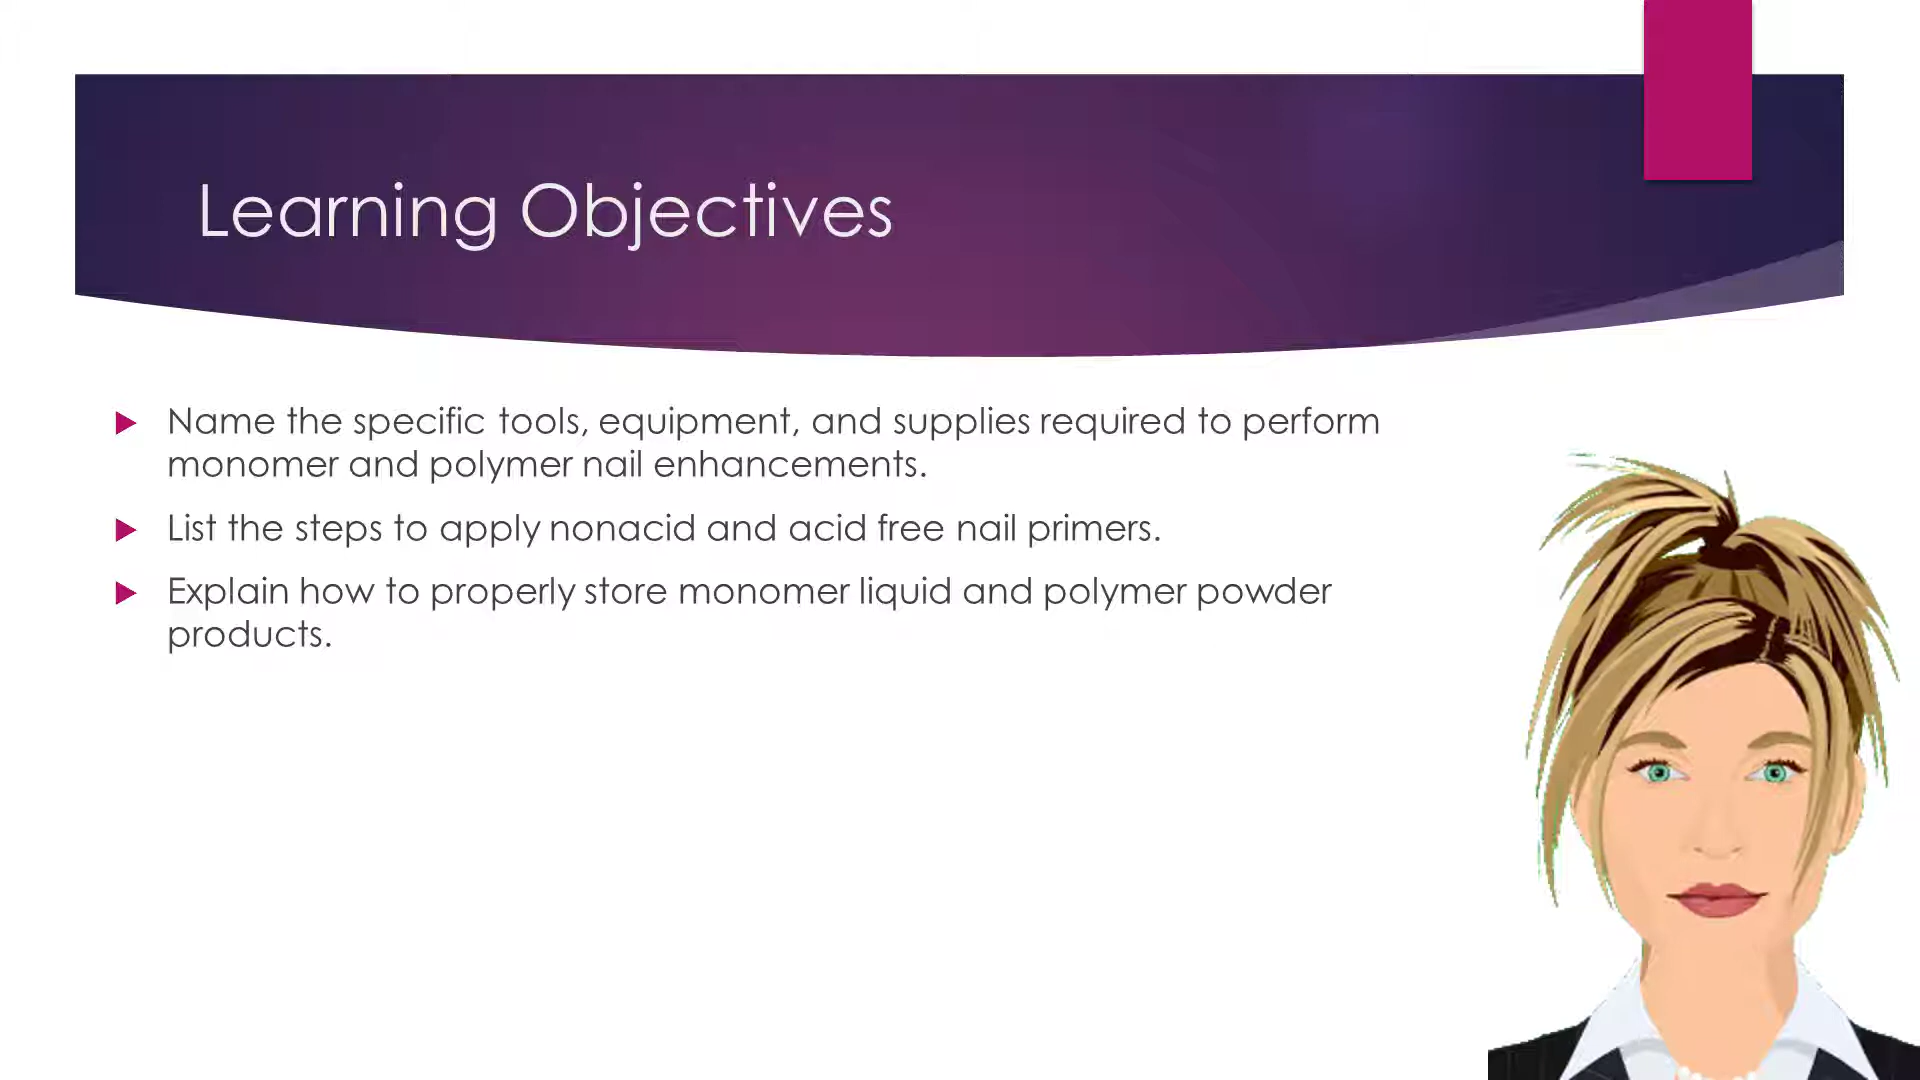 Learning Objectives
Name the specific tools, equipment, and supplies required to perform
monomer and polymer nail enhancements.
List the steps to apply nonacid and acid free nail primers.
Explain how to properly store monomer liquid and polymer powder
products.